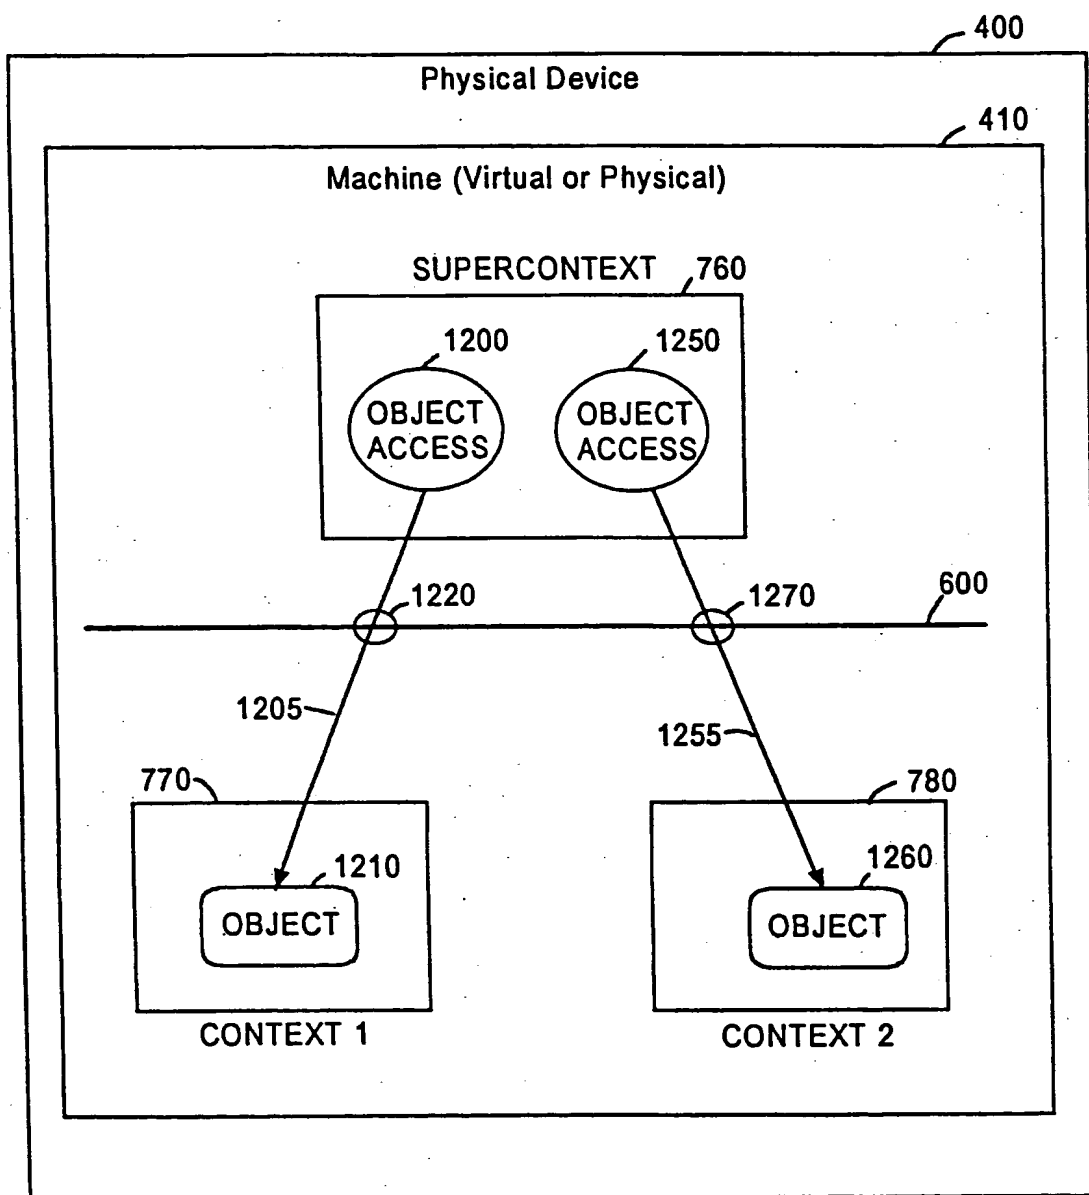 400
Physical Device
410
Machine (Virtual or Physical)
SUPERCONTEXT
760
1200
1250
OBJECT
ACCESS
OBJECT
ACCESS
1220
1270
600
1205
1255
770
780
1210
1260
OBJECT
OBJECT
CONTEXT 1
CONTEXT 2